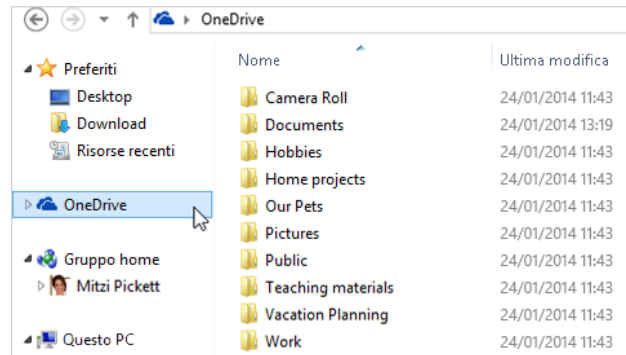 OneDrive
Nome Ultima modifica
Preferiti
Desktop
Download
Risorse recenti
OneDrive
Gruppo home
Mitzi Pickett
Questo PC
Camera Roll 24/01/2014 11:43
Documents 24/01/2014 13:19
Hobbies 24/01/2014 11:43
Home projects 24/01/2014 11:43
Our Pets 24/01/2014 11:43
Pictures 24/01/2014 11:43
Public 24/01/2014 11:43
Teaching materials 24/01/2014 11:43
Vacation Planning 24/01/2014 11:43
Work 24/01/2014 11:43